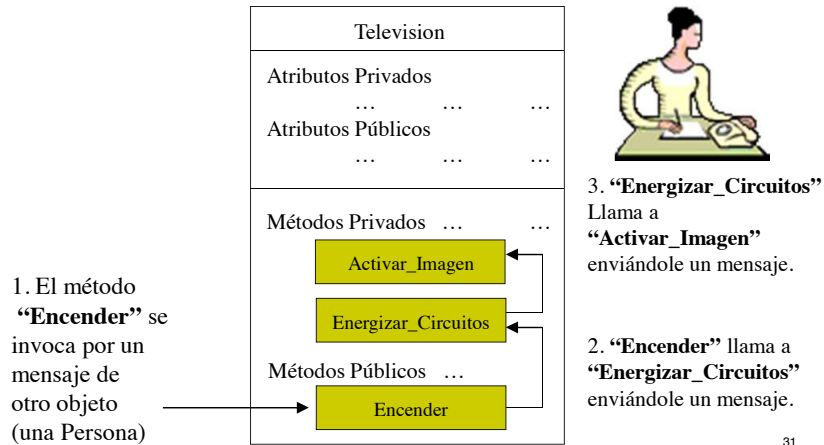 Television
Atributos Privados
… … …
Atributos Públicos
… … …
Métodos Privados … …
Activar_Imagen
Energizar_Circuitos
Métodos Públicos …
Encender
1. El método
“Encender” se
invoca por un
mensaje de
otro objeto
(una Persona)
3. “Energizar_Circuitos”
Llama a
“Activar_Imagen”
enviándole un mensaje.
2. “Encender” llama a
“Energizar_Circuitos”
enviándole un mensaje.
31